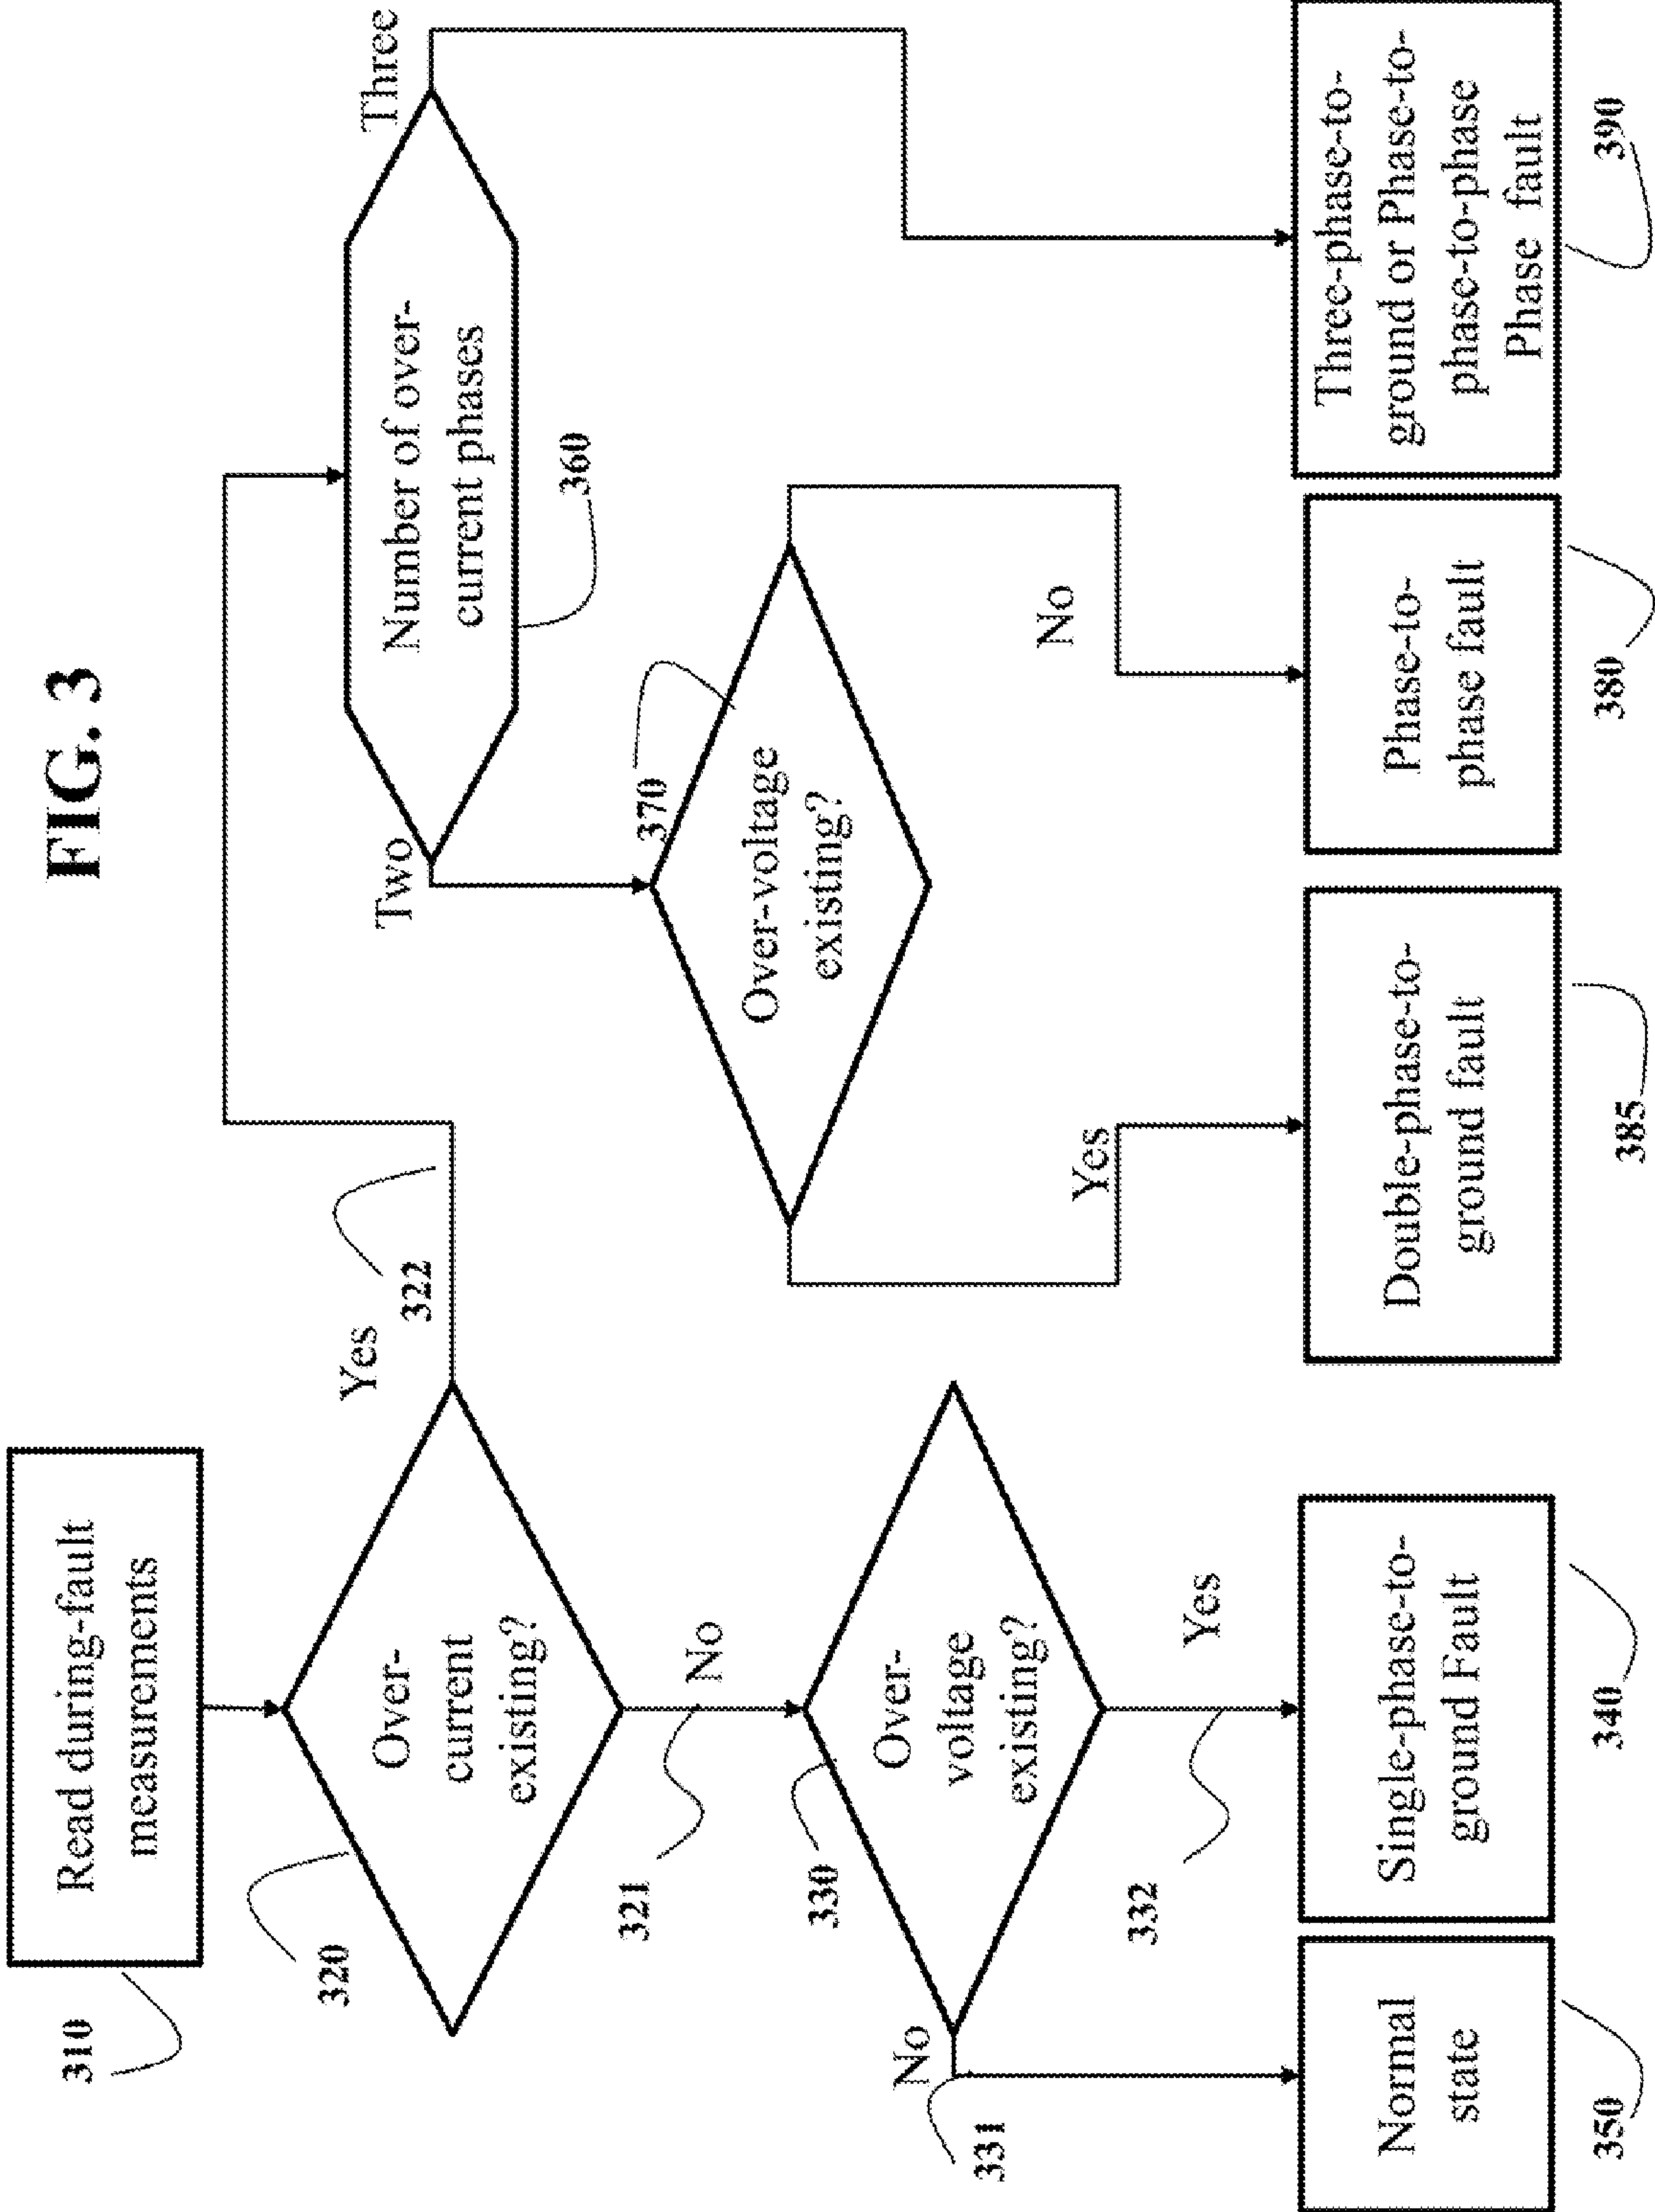 FIG. 3
310
Read during-fault
measurements
320
Over-
current
existing?
Yes
322
321
No
330
Over-
voltage
existing?
No
331
332
Yes
350
Normal
state
340
Single-phase-to-
ground Fault
Number of over-
current phases
360
Two
Three
370
Over-voltage
existing?
Yes
No
Double-phase-to-
ground fault
385
Phase-to-
phase fault
380
Three-phase-to-
ground or Phase-to-
phase-to-phase
Phase fault
390